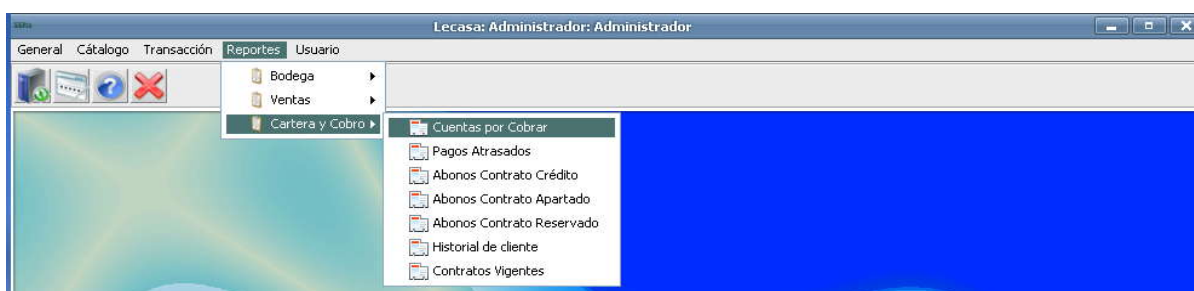 Lecasa: Administrador: Administrador
General Cátalogo Transacción Reportes Usuario
Bodega
Ventas
Cartera y Cobro
Cuentas por Cobrar
Pagos Atrasados
Abonos Contrato Crédito
Abonos Contrato Apartado
Abonos Contrato Reservado
Historial de cliente
Contratos Vigentes